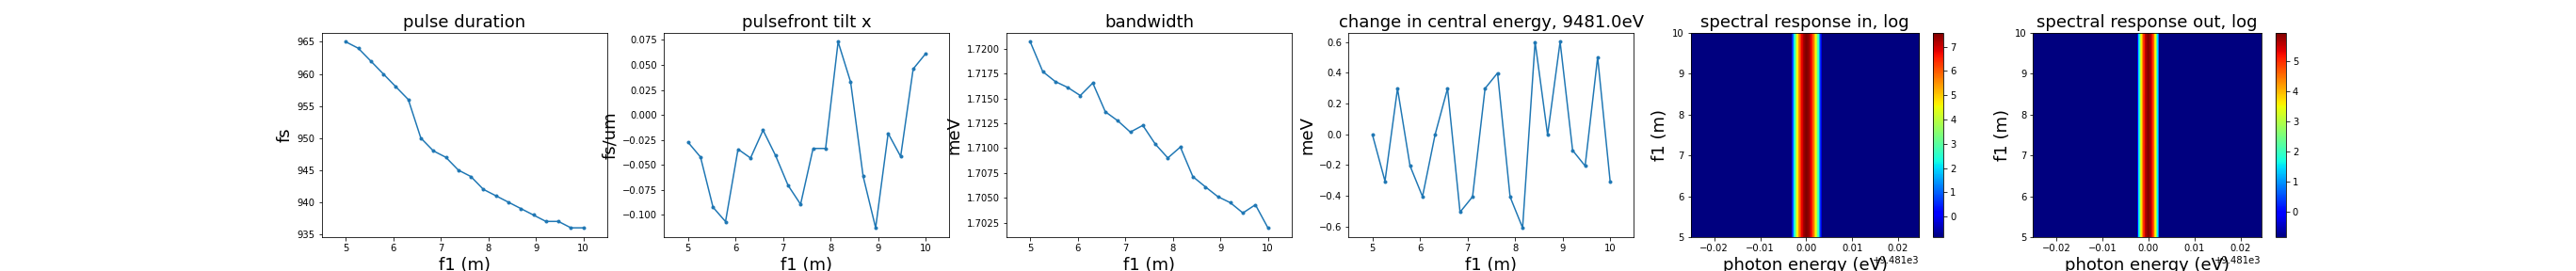 pulse duration
965
960
955
950
945
940
935
fs
5 6 7 8 9 10
f1 (m)
pulsefront tilt x
0.075
0.050
0.025
0.000
−0.025
−0.050
−0.075
−0.100
fs/um
5 6 7 8 9 10
f1 (m)
bandwidth
1.7200
1.7175
1.7150
1.7125
1.7100
1.7075
1.7050
1.7025
meV
5 6 7 8 9 10
f1 (m)
change in central energy, 9481.0eV
0.6
0.4
0.2
0.0
−0.2
−0.4
−0.6
meV
5 6 7 8 9 10
f1 (m)
spectral response in, log
10
9
8
7
6
5
f1 (m)
−0.02 −0.01 0.00 0.01 0.02
+9.481e3
photon energy (eV)
7
6
5
4
3
2
1
0
spectral response out, log
10
9
8
7
6
5
f1 (m)
−0.02 −0.01 0.00 0.01 0.02
+9.481e3
photon energy (eV)
5
4
3
2
1
0